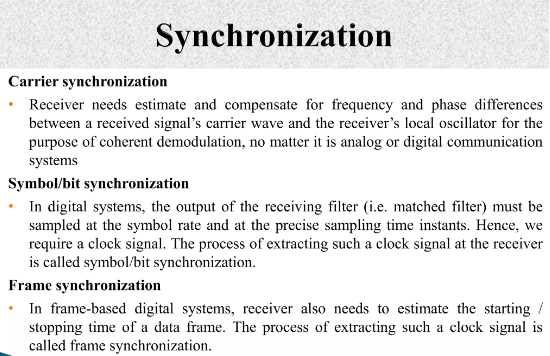 Synchronization
Carrier synchronization
• Receiver needs estimate and compensate for frequency and phase differences
between a received signal's carrier wave and the receiver's local oscillator for the
purpose of coherent demodulation, no matter it is analog or digital communication
systems
Symbol/bit synchronization
• In digital systems, the output of the receiving filter (i.e. matched filter) must be
sampled at the symbol rate and at the precise sampling time instants. Hence, we
require a clock signal. The process of extracting such a clock signal at the receiver
is called symbol/bit synchronization.
Frame synchronization
• In frame-based digital systems, receiver also needs to estimate the starting /
stopping time of a data frame. The process of extracting such a clock signal is
called frame synchronization.